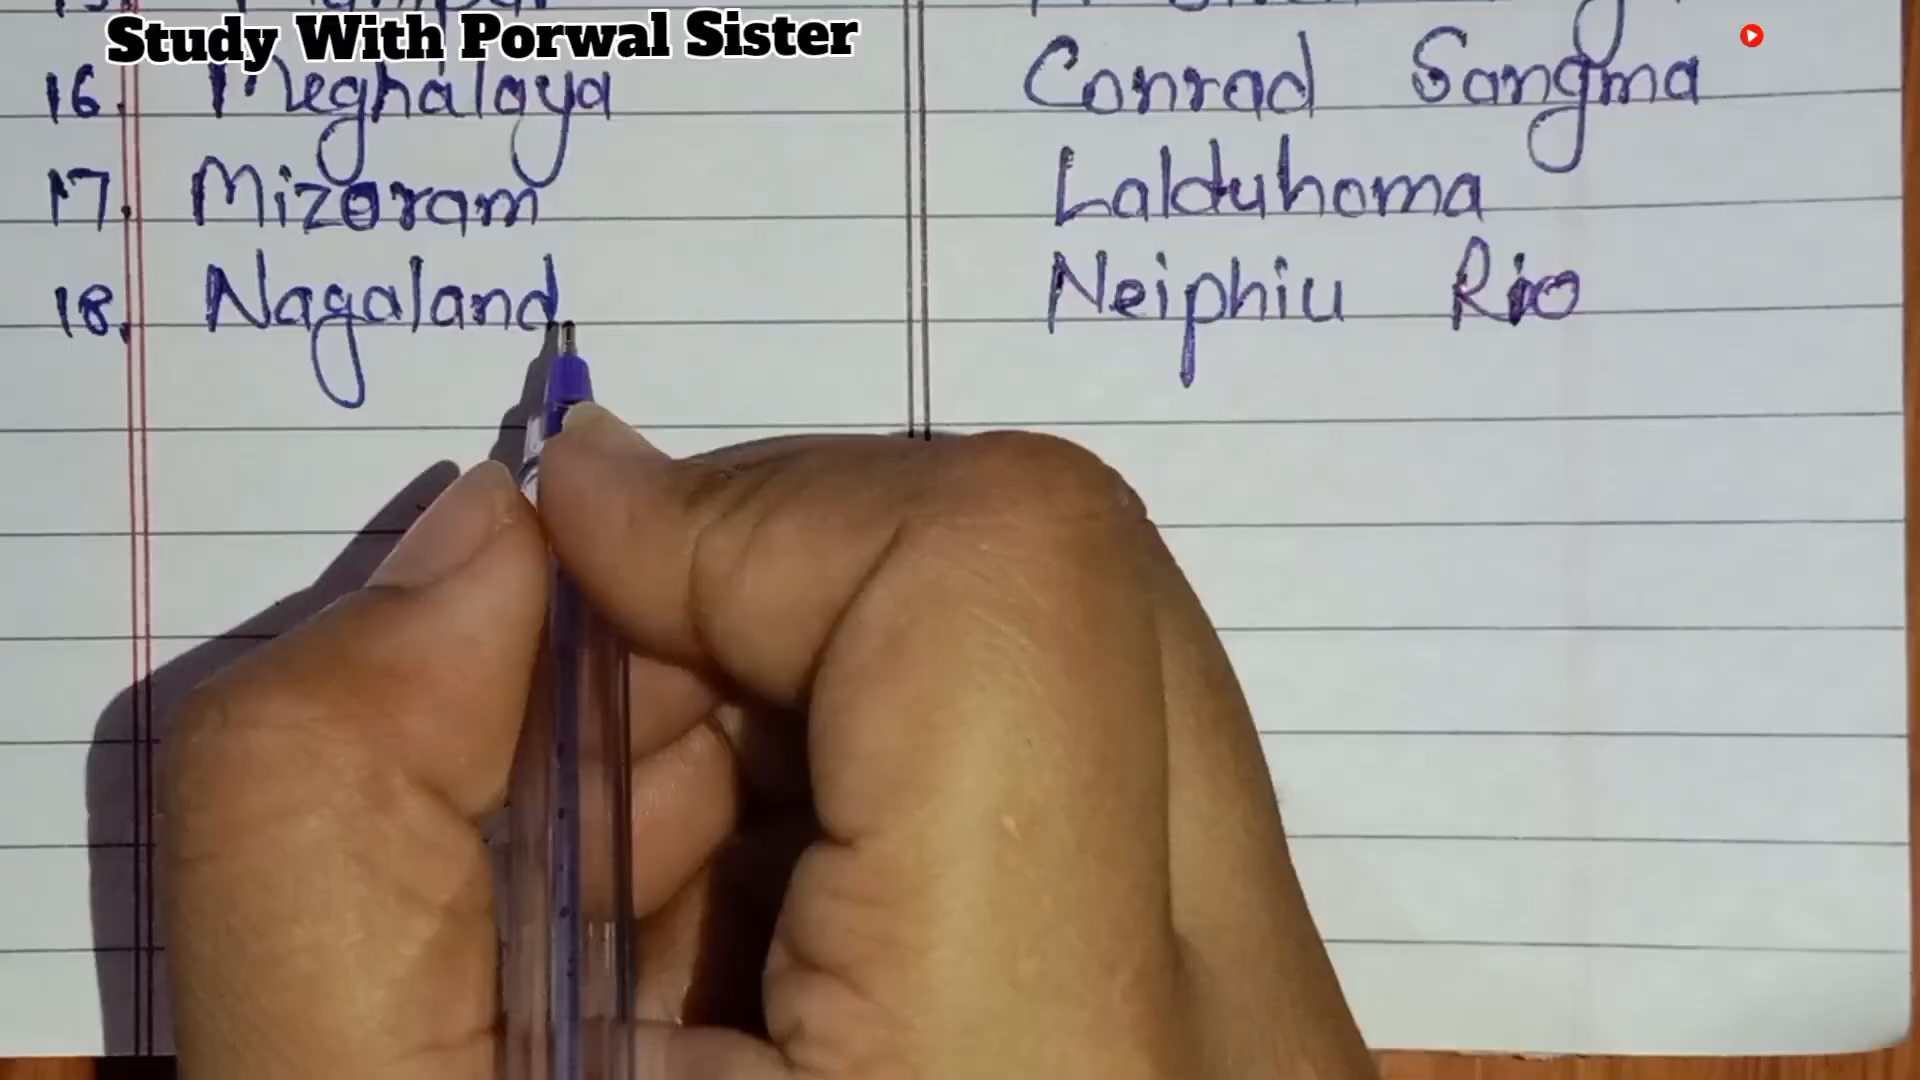 Study With Porwal Sister
16. Meghalaya Conrad Sangma
17. Mizoram Lalduhoma
18. Nagaland Neiphiu Rio